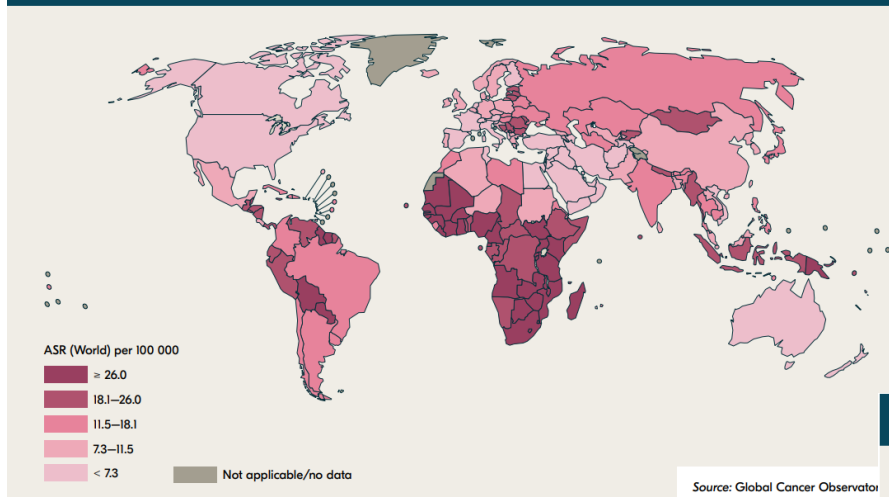 ASR (World) per 100 000
≥ 26.0
18.1–26.0
11.5–18.1
7.3–11.5
< 7.3
Not applicable/no data
Source: Global Cancer